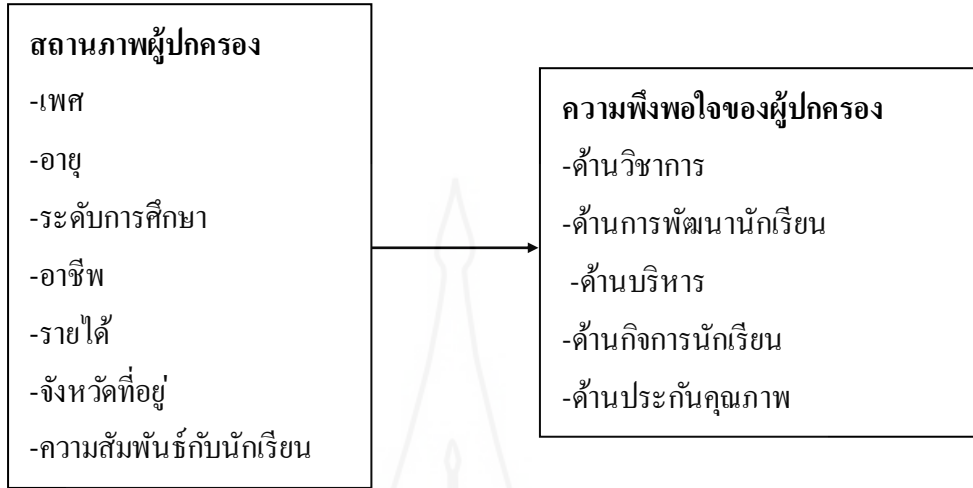 สถานภาพผู้ปกครอง
-เพศ
-อายุ
-ระดับการศึกษา
-อาชีพ
-รายได้
-จังหวัดที่อยู่
-ความสัมพันธ์กับนักเรียน
ความพึงพอใจของผู้ปกครอง
-ด้านวิชาการ
-ด้านการพัฒนานักเรียน
-ด้านบริหาร
-ด้านกิจการนักเรียน
-ด้านประกันคุณภาพ